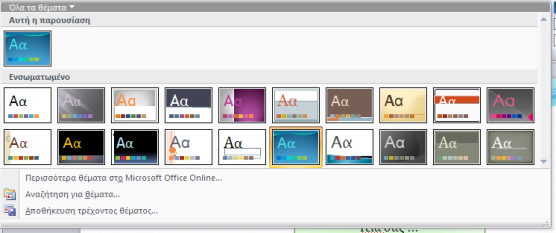 Όλα τα θέματα
Αυτή η παρουσίαση
Αα
Ενσωματωμένο
Αα Αα Αα Αα Αα Αα Αα Αα Αα Αα
Αα Αα Αα Αα Αα Αα Αα Αα Αα Αα
Περισσότερα θέματα στο Microsoft Office Online...
Αναζήτηση για θέματα...
Αποθήκευση τρέχοντος θέματος...